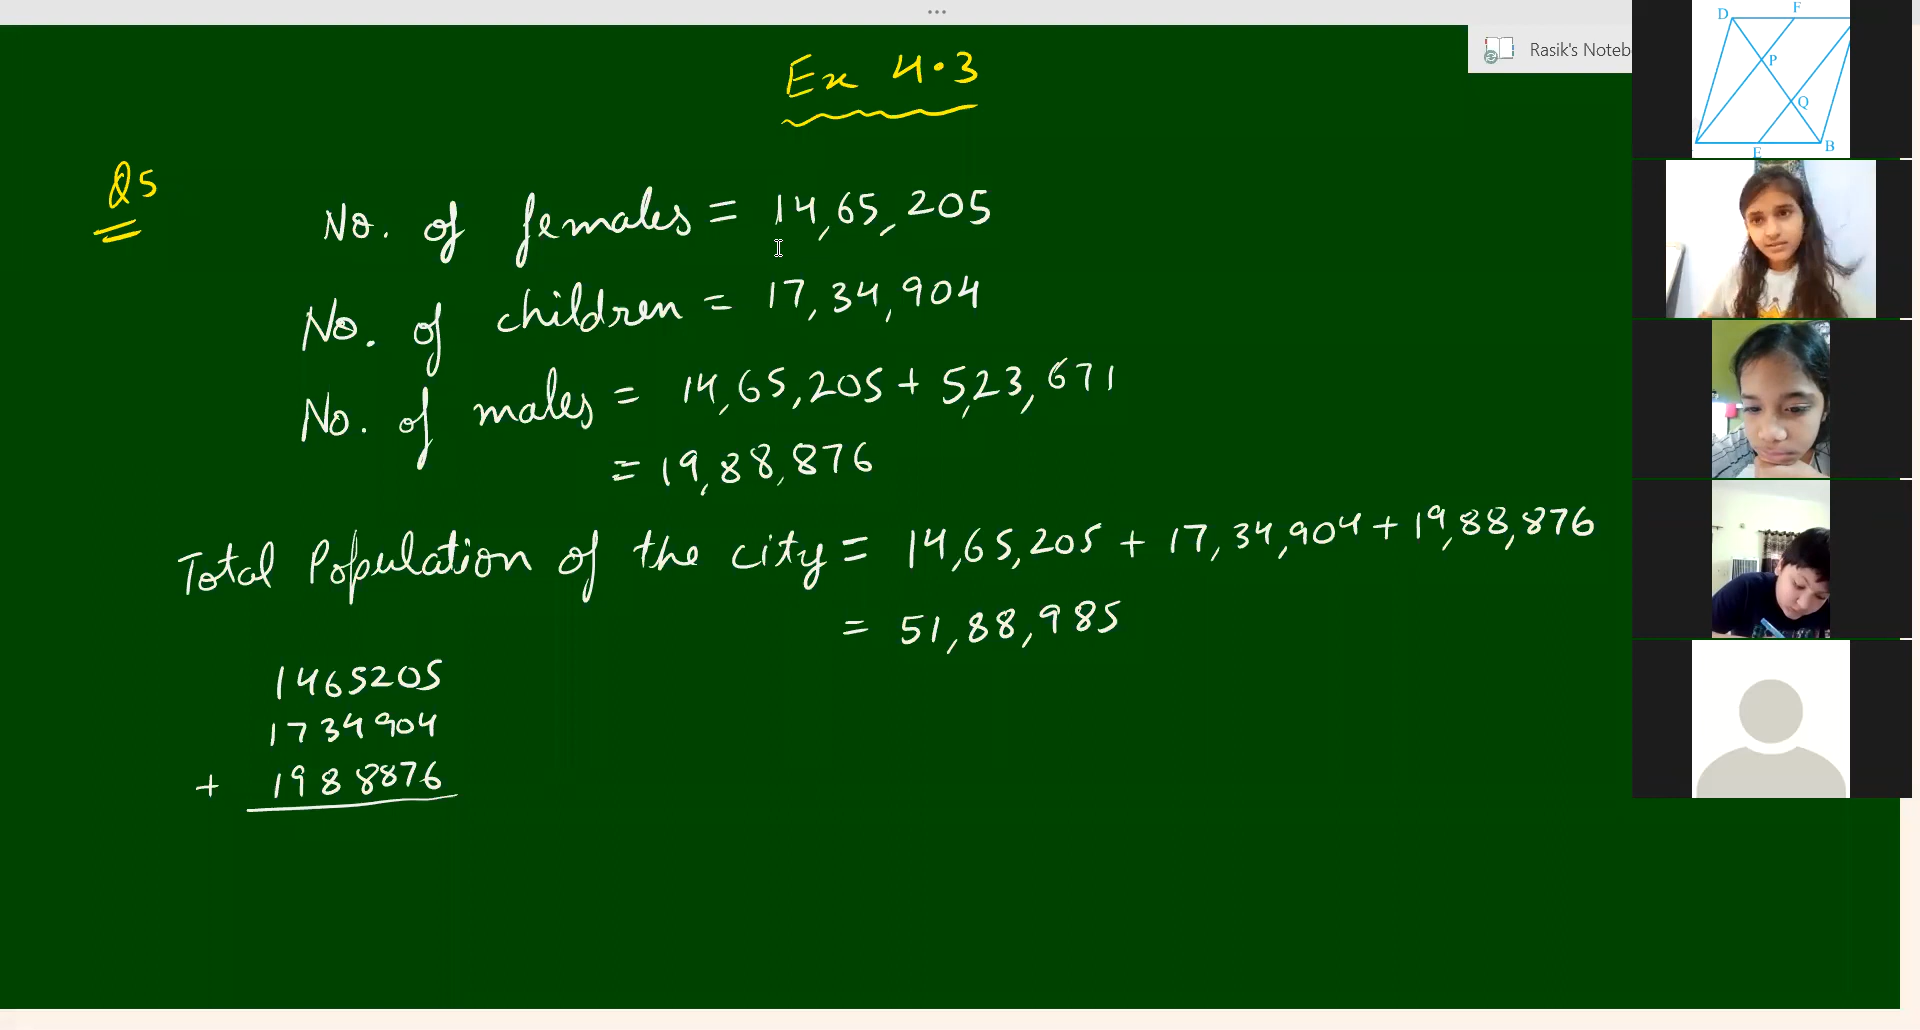 Ex 4.3
Rasik's Noteb
Q5
No. of females = 14,65,205
No. of children = 17,34,904
No. of males = 14,65,205 + 5,23,671
= 19,88,876
Total Population of the city = 14,65,205 + 17,34,904 + 19,88,876
= 51,88,985
1465205
1734904
+ 1988876
D F
P
Q
E B